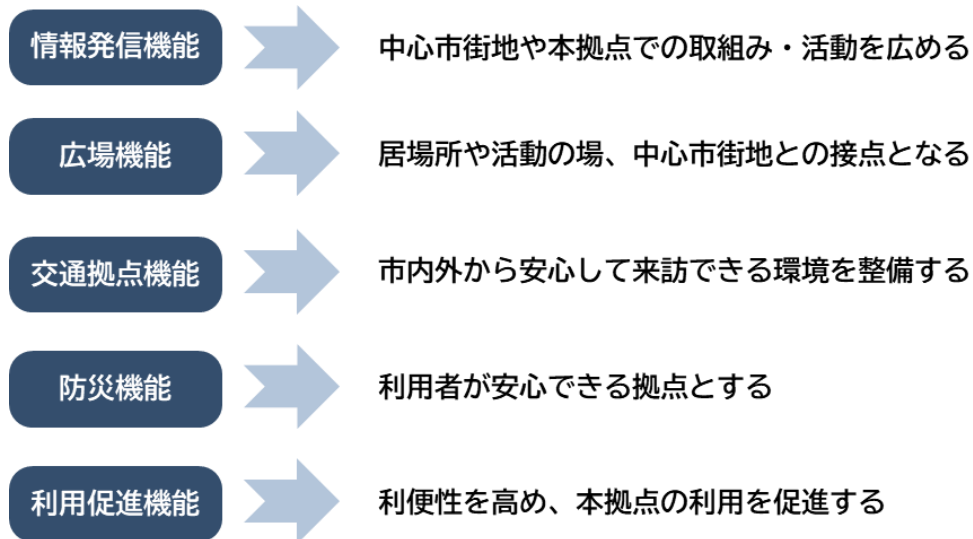 情報発信機能
中心市街地や本拠点での取組み・活動を広める
広場機能
居場所や活動の場、中心市街地との接点となる
交通拠点機能
市内外から安心して来訪できる環境を整備する
防災機能
利用者が安心できる拠点とする
利用促進機能
利便性を高め、本拠点の利用を促進する